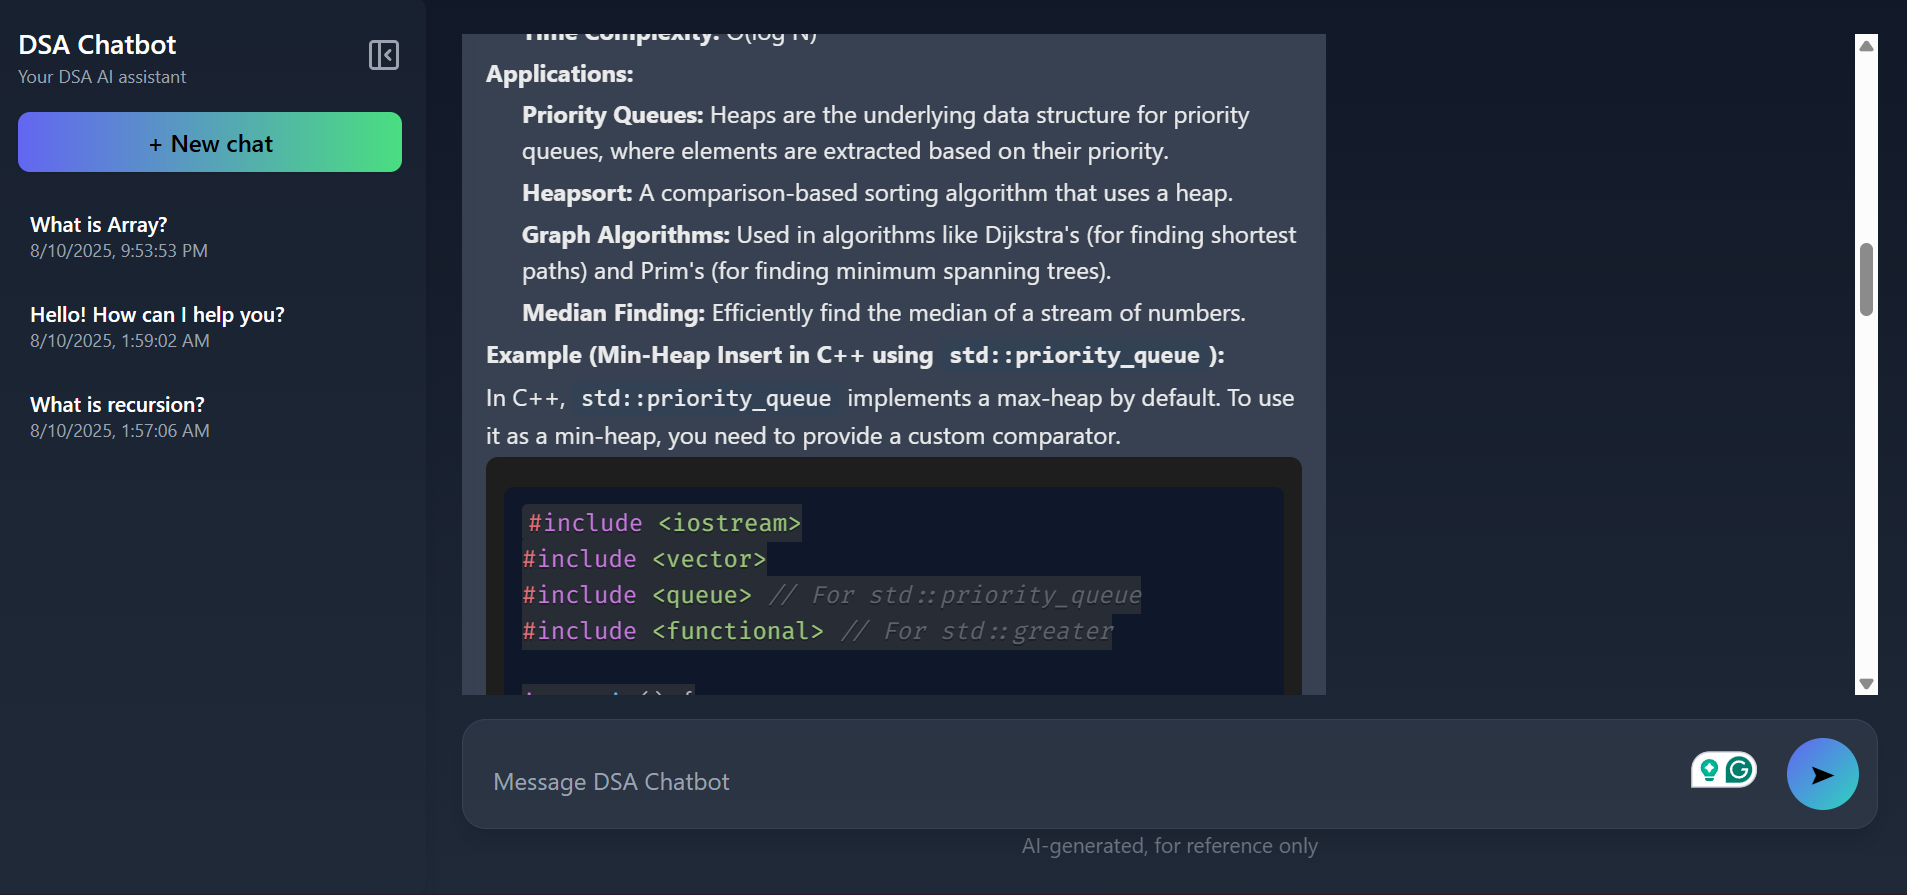 DSA Chatbot
Your DSA AI assistant
+ New chat
What is Array?
8/10/2025, 9:53:53 PM
Hello! How can I help you?
8/10/2025, 1:59:02 AM
What is recursion?
8/10/2025, 1:57:06 AM
Time Complexity: O(log N)
Applications:
Priority Queues: Heaps are the underlying data structure for priority
queues, where elements are extracted based on their priority.
Heapsort: A comparison-based sorting algorithm that uses a heap.
Graph Algorithms: Used in algorithms like Dijkstra's (for finding shortest
paths) and Prim's (for finding minimum spanning trees).
Median Finding: Efficiently find the median of a stream of numbers.
Example (Min-Heap Insert in C++ using std::priority_queue ):
In C++, std::priority_queue implements a max-heap by default. To use
it as a min-heap, you need to provide a custom comparator.
#include <iostream>
#include <vector>
#include <queue> // For std::priority_queue
#include <functional> // For std::greater
Message DSA Chatbot
AI-generated, for reference only